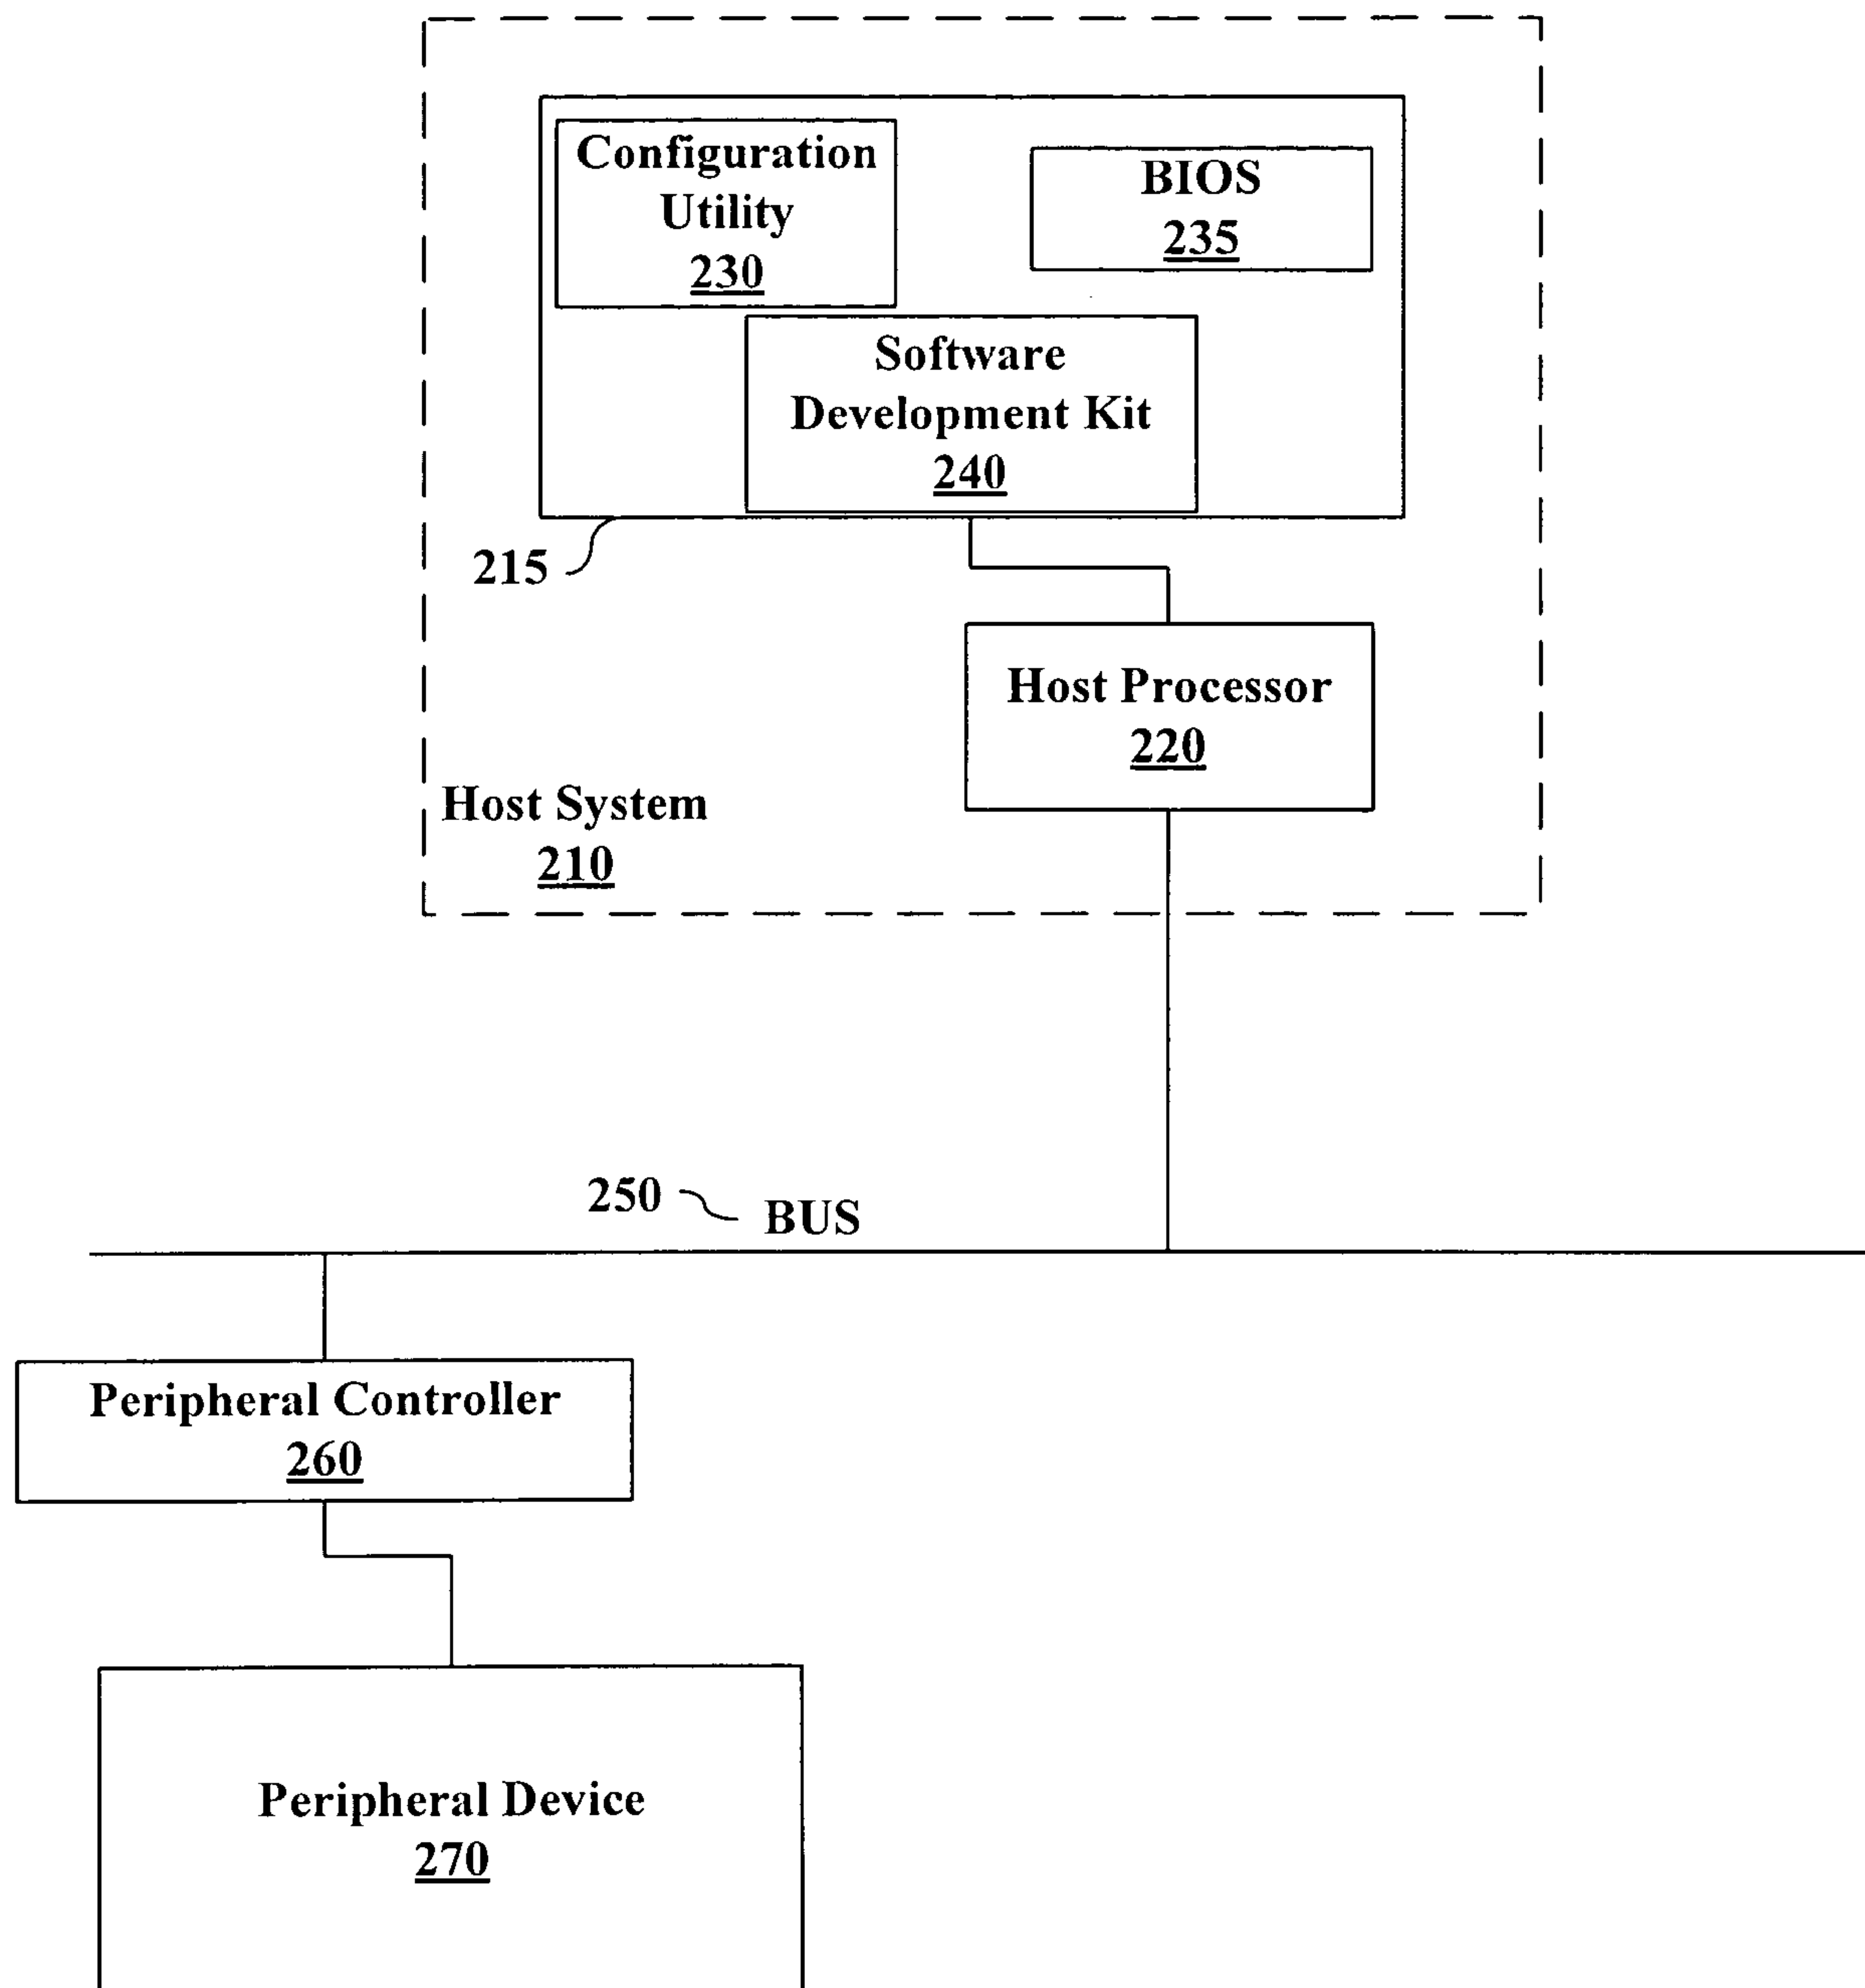 Configuration
Utility
230
BIOS
235
Software
Development Kit
240
215
Host Processor
220
Host System
210
250
BUS
Peripheral Controller
260
Peripheral Device
270